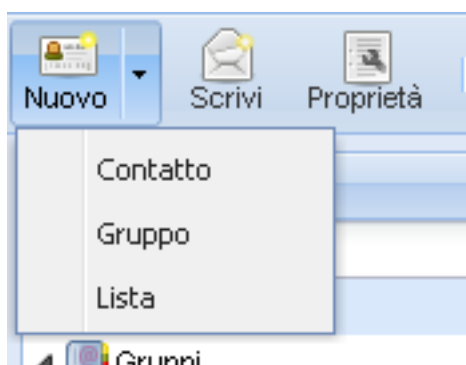 Nuovo Scrivi Proprietà
Contatto
Gruppo
Lista
Gruppi